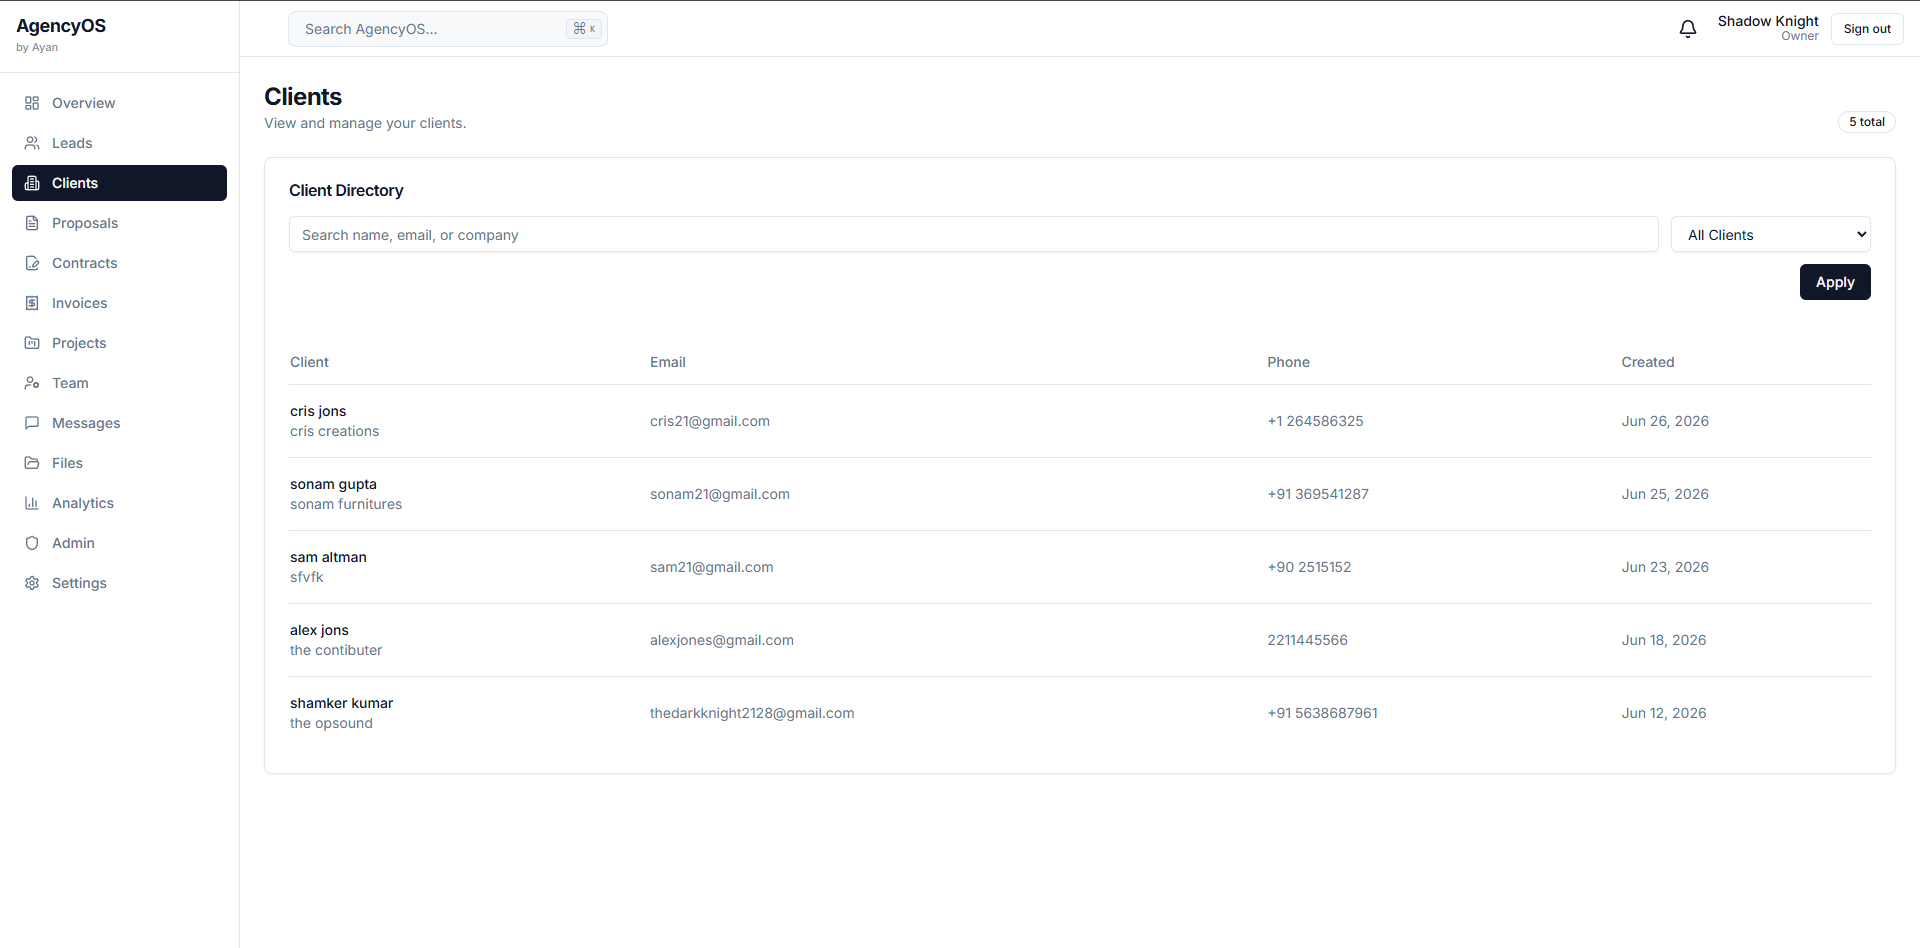 AgencyOS
by Ayan
Search AgencyOS...
⌘ K
Shadow Knight
Owner
Sign out
Overview
Leads
Clients
Proposals
Contracts
Invoices
Projects
Team
Messages
Files
Analytics
Admin
Settings
Clients
View and manage your clients.
5 total
Client Directory
Search name, email, or company
All Clients
Apply
Client Email Phone Created
cris jons
cris creations
cris21@gmail.com
+1 264586325
Jun 26, 2026
sonam gupta
sonam furnitures
sonam21@gmail.com
+91 369541287
Jun 25, 2026
sam altman
sfvfk
sam21@gmail.com
+90 2515152
Jun 23, 2026
alex jons
the contibuter
alexjones@gmail.com
2211445566
Jun 18, 2026
shamker kumar
the opsound
thedarkknight2128@gmail.com
+91 5638687961
Jun 12, 2026